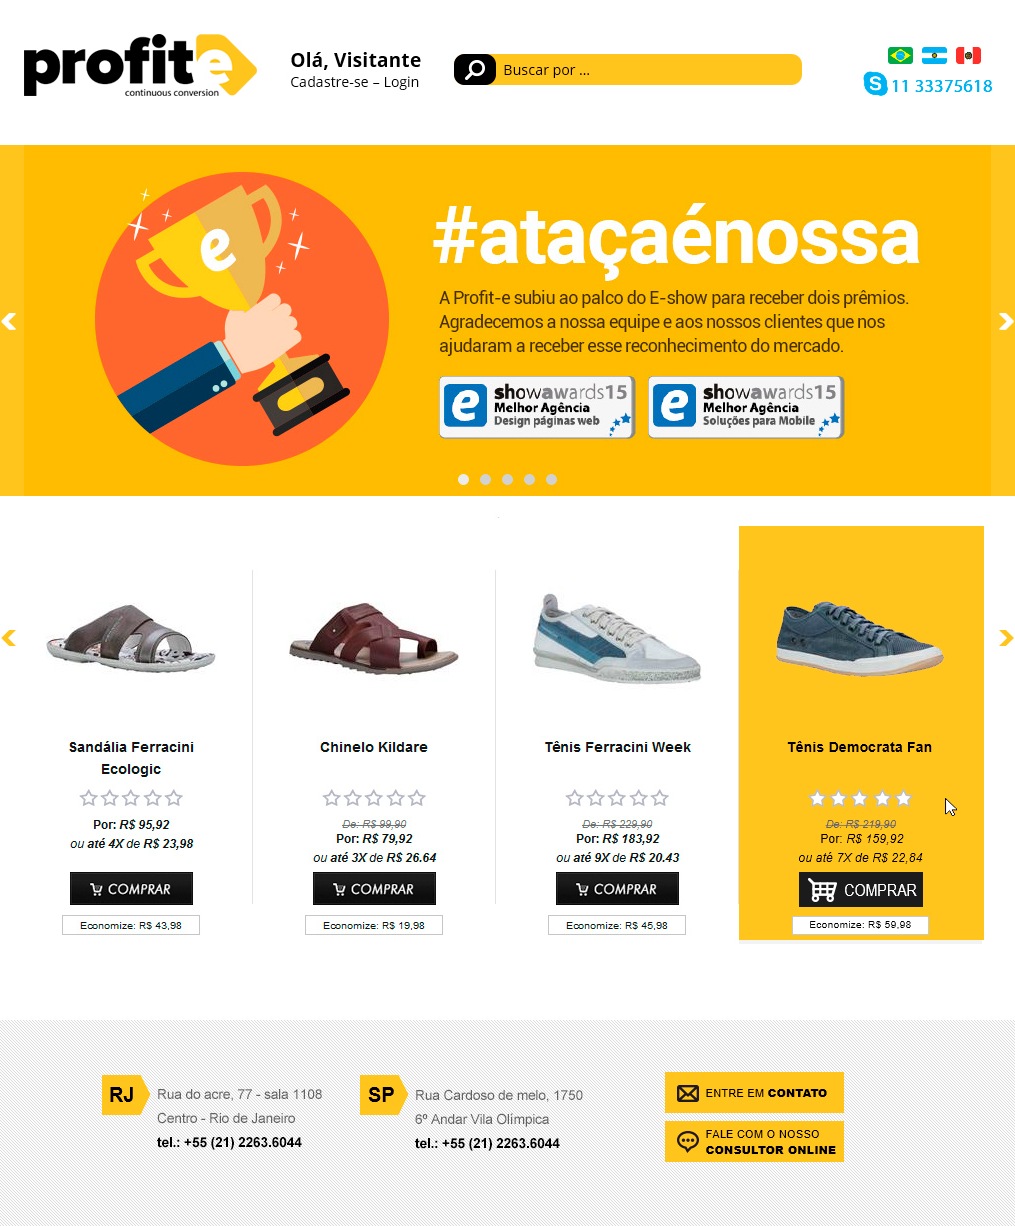 profite
continuous conversion
Olá, Visitante
Cadastre-se – Login
Buscar por ...
S 11 33375618
e
#ataçaénossa
A Profit-e subiu ao palco do E-show para receber dois prêmios.
Agradecemos a nossa equipe e aos nossos clientes que nos
ajudaram a receber esse reconhecimento do mercado.
e showawards15
Melhor Agência
Design páginas web
e showawards15
Melhor Agência
Soluções para Mobile
Sandália Ferracini
Ecologic
Por: R$ 95,92
ou até 4X de R$ 23,98
COMPRAR
Economize: R$ 43,98
Chinelo Kildare
De: R$ 99,90
Por: R$ 79,92
ou até 3X de R$ 26.64
COMPRAR
Economize: R$ 19,98
Tênis Ferracini Week
De: R$ 229,90
Por: R$ 183,92
ou até 9X de R$ 20.43
COMPRAR
Economize: R$ 45,98
Tênis Democrata Fan
De: R$ 219,90
Por: R$ 159,92
ou até 7X de R$ 22,84
COMPRAR
Economize: R$ 59,98
RJ
Rua do acre, 77 - sala 1108
Centro - Rio de Janeiro
tel.: +55 (21) 2263.6044
SP
Rua Cardoso de melo, 1750
6º Andar Vila Olímpica
tel.: +55 (21) 2263.6044
ENTRE EM CONTATO
FALE COM O NOSSO
CONSULTOR ONLINE